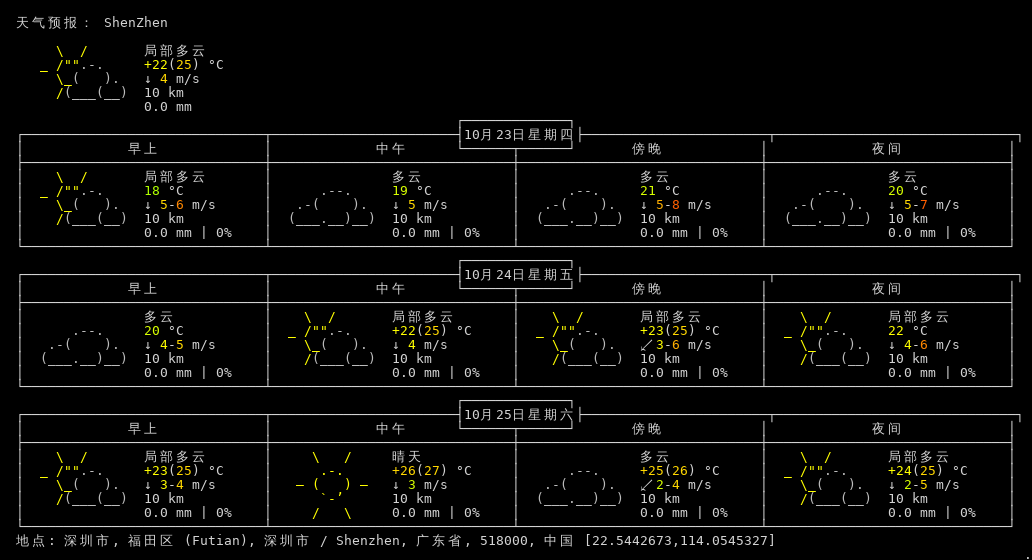 天气预报： ShenZhen
局部多云
+22(25) °C
↓ 4 m/s
10 km
0.0 mm
10月23日星期四
早上 中午 傍晚 夜间
局部多云 多云 多云 多云
18 °C 19 °C 21 °C 20 °C
↓ 5-6 m/s ↓ 5 m/s ↓ 5-8 m/s ↓ 5-7 m/s
10 km 10 km 10 km 10 km
0.0 mm | 0% 0.0 mm | 0% 0.0 mm | 0% 0.0 mm | 0%
10月24日星期五
早上 中午 傍晚 夜间
多云 局部多云 局部多云 局部多云
20 °C +22(25) °C +23(25) °C 22 °C
↓ 4-5 m/s ↓ 4 m/s ↙ 3-6 m/s ↓ 4-6 m/s
10 km 10 km 10 km 10 km
0.0 mm | 0% 0.0 mm | 0% 0.0 mm | 0% 0.0 mm | 0%
10月25日星期六
早上 中午 傍晚 夜间
局部多云 晴天 多云 局部多云
+23(25) °C +26(27) °C +25(26) °C +24(25) °C
↓ 3-4 m/s ↓ 3 m/s ↙ 2-4 m/s ↓ 2-5 m/s
10 km 10 km 10 km 10 km
0.0 mm | 0% 0.0 mm | 0% 0.0 mm | 0% 0.0 mm | 0%
地点: 深圳市, 福田区 (Futian), 深圳市 / Shenzhen, 广东省, 518000, 中国 [22.5442673,114.0545327]